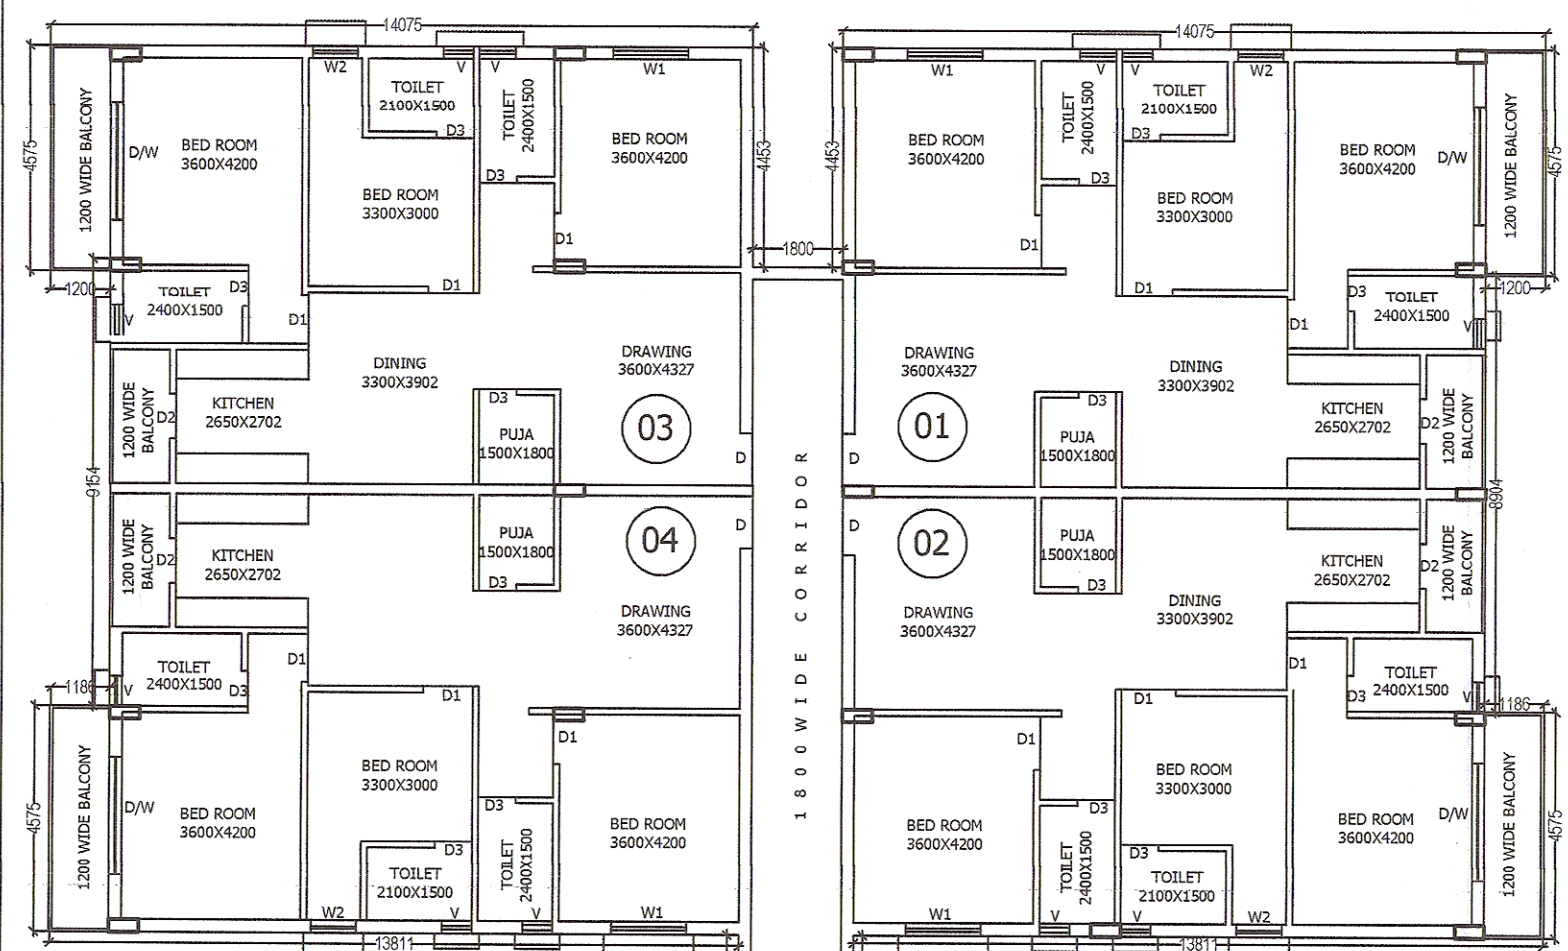 14075
14075
W2
V
V
W1
W1
V
V
W2
TOILET
2100X1500
TOILET
2400X1500
TOILET
2400X1500
TOILET
2100X1500
1200 WIDE BALCONY
4575
D/W
BED ROOM
3600X4200
D3
BED ROOM
3600X4200
4453
4453
BED ROOM
3600X4200
D3
BED ROOM
3600X4200
D/W
1200 WIDE BALCONY
4575
D3
D3
BED ROOM
3300X3000
BED ROOM
3300X3000
D1
1800
D1
1200
TOILET
2400X1500
D3
D1
D1
D3
TOILET
2400X1500
1200
V
D1
D1
V
DINING
3300X3902
DRAWING
3600X4327
DRAWING
3600X4327
DINING
3300X3902
1200 WIDE
BALCONY
D2
KITCHEN
2650X2702
D3
PUJA
1500X1800
03
D
01
D
D3
PUJA
1500X1800
KITCHEN
2650X2702
D2
1200 WIDE
BALCONY
9154
8904
1800 WIDE CORRIDOR
1200 WIDE
BALCONY
D2
KITCHEN
2650X2702
PUJA
1500X1800
D3
04
D
D
02
PUJA
1500X1800
D3
KITCHEN
2650X2702
D2
1200 WIDE
BALCONY
DRAWING
3600X4327
DRAWING
3600X4327
DINING
3300X3902
1186
V
TOILET
2400X1500
D3
D1
D1
D1
D1
D3
TOILET
2400X1500
V
1186
D1
D1
4575
1200 WIDE BALCONY
D/W
BED ROOM
3600X4200
BED ROOM
3300X3000
D3
BED ROOM
3600X4200
BED ROOM
3600X4200
D3
BED ROOM
3300X3000
BED ROOM
3600X4200
D/W
1200 WIDE BALCONY
4575
D3
TOILET
2100X1500
TOILET
2400X1500
TOILET
2400X1500
D3
TOILET
2100X1500
W2
V
V
W1
W1
V
V
W2
13811
13811